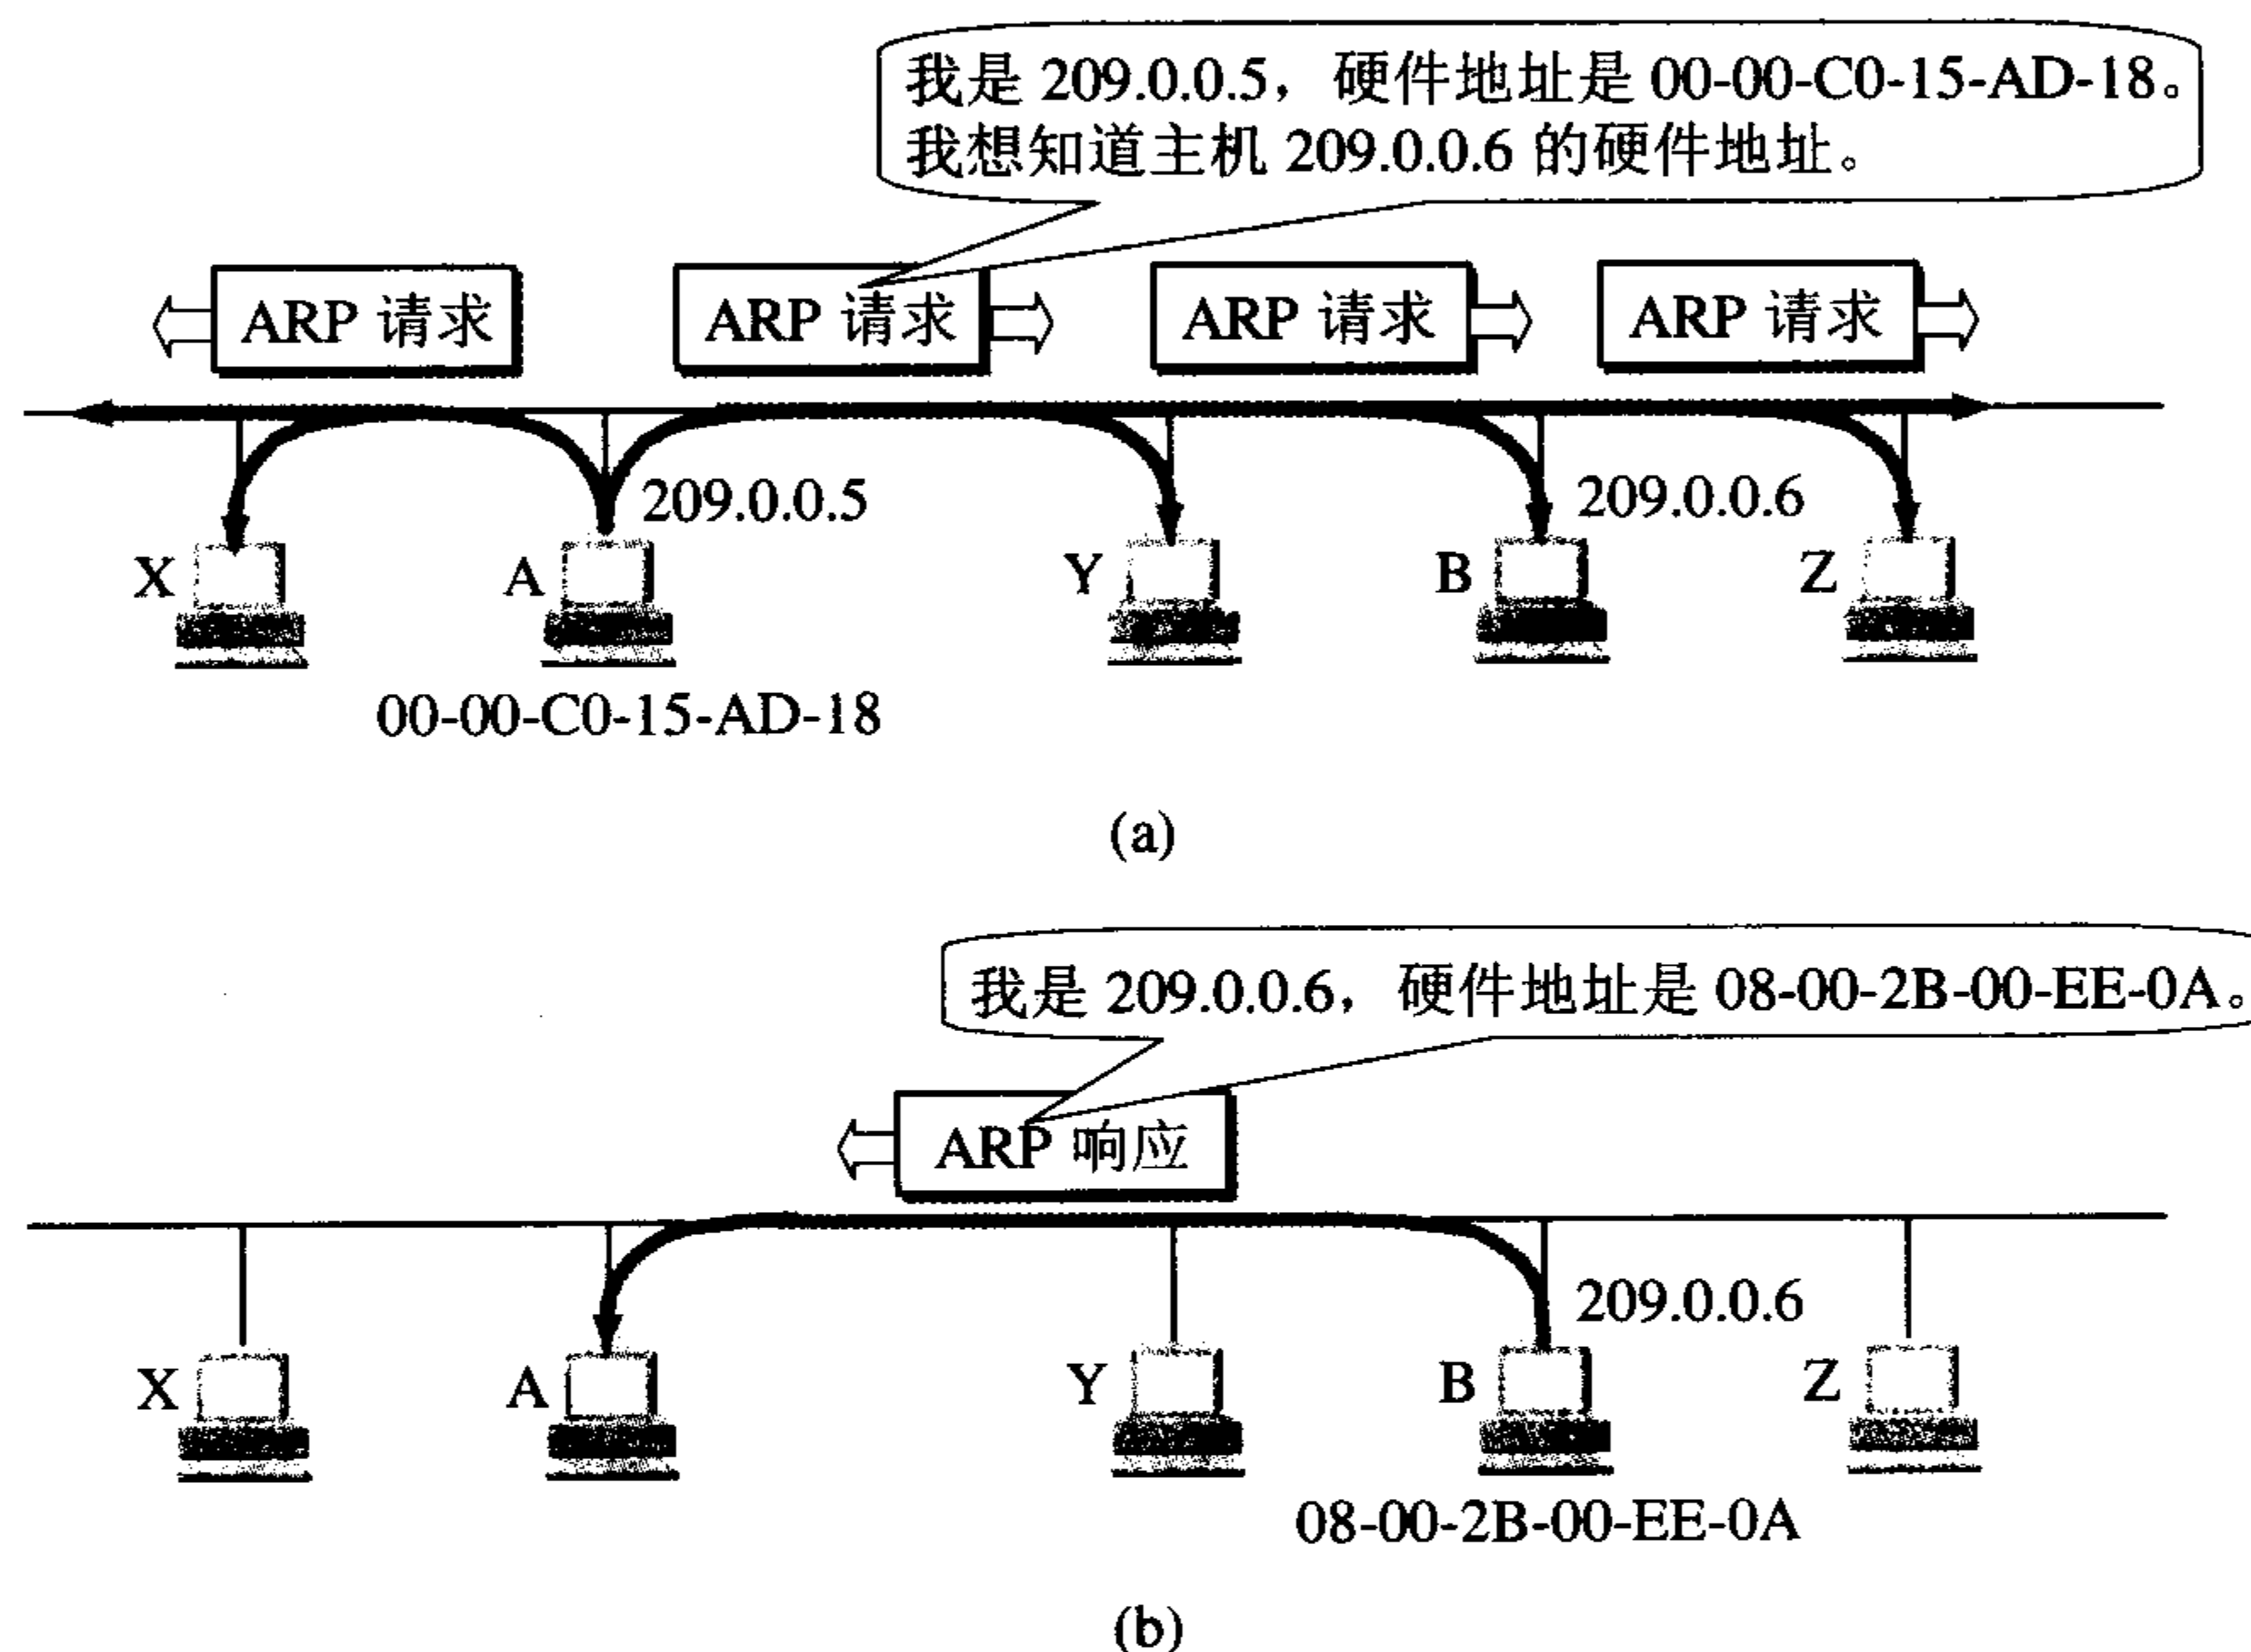 我是 209.0.0.5，硬件地址是 00-00-C0-15-AD-18。
我想知道主机 209.0.0.6 的硬件地址。
ARP 请求
ARP 请求
ARP 请求
ARP 请求
209.0.0.5
209.0.0.6
X
A
Y
B
Z
00-00-C0-15-AD-18
(a)
我是 209.0.0.6，硬件地址是 08-00-2B-00-EE-0A。
ARP 响应
209.0.0.6
X
A
Y
B
Z
08-00-2B-00-EE-0A
(b)